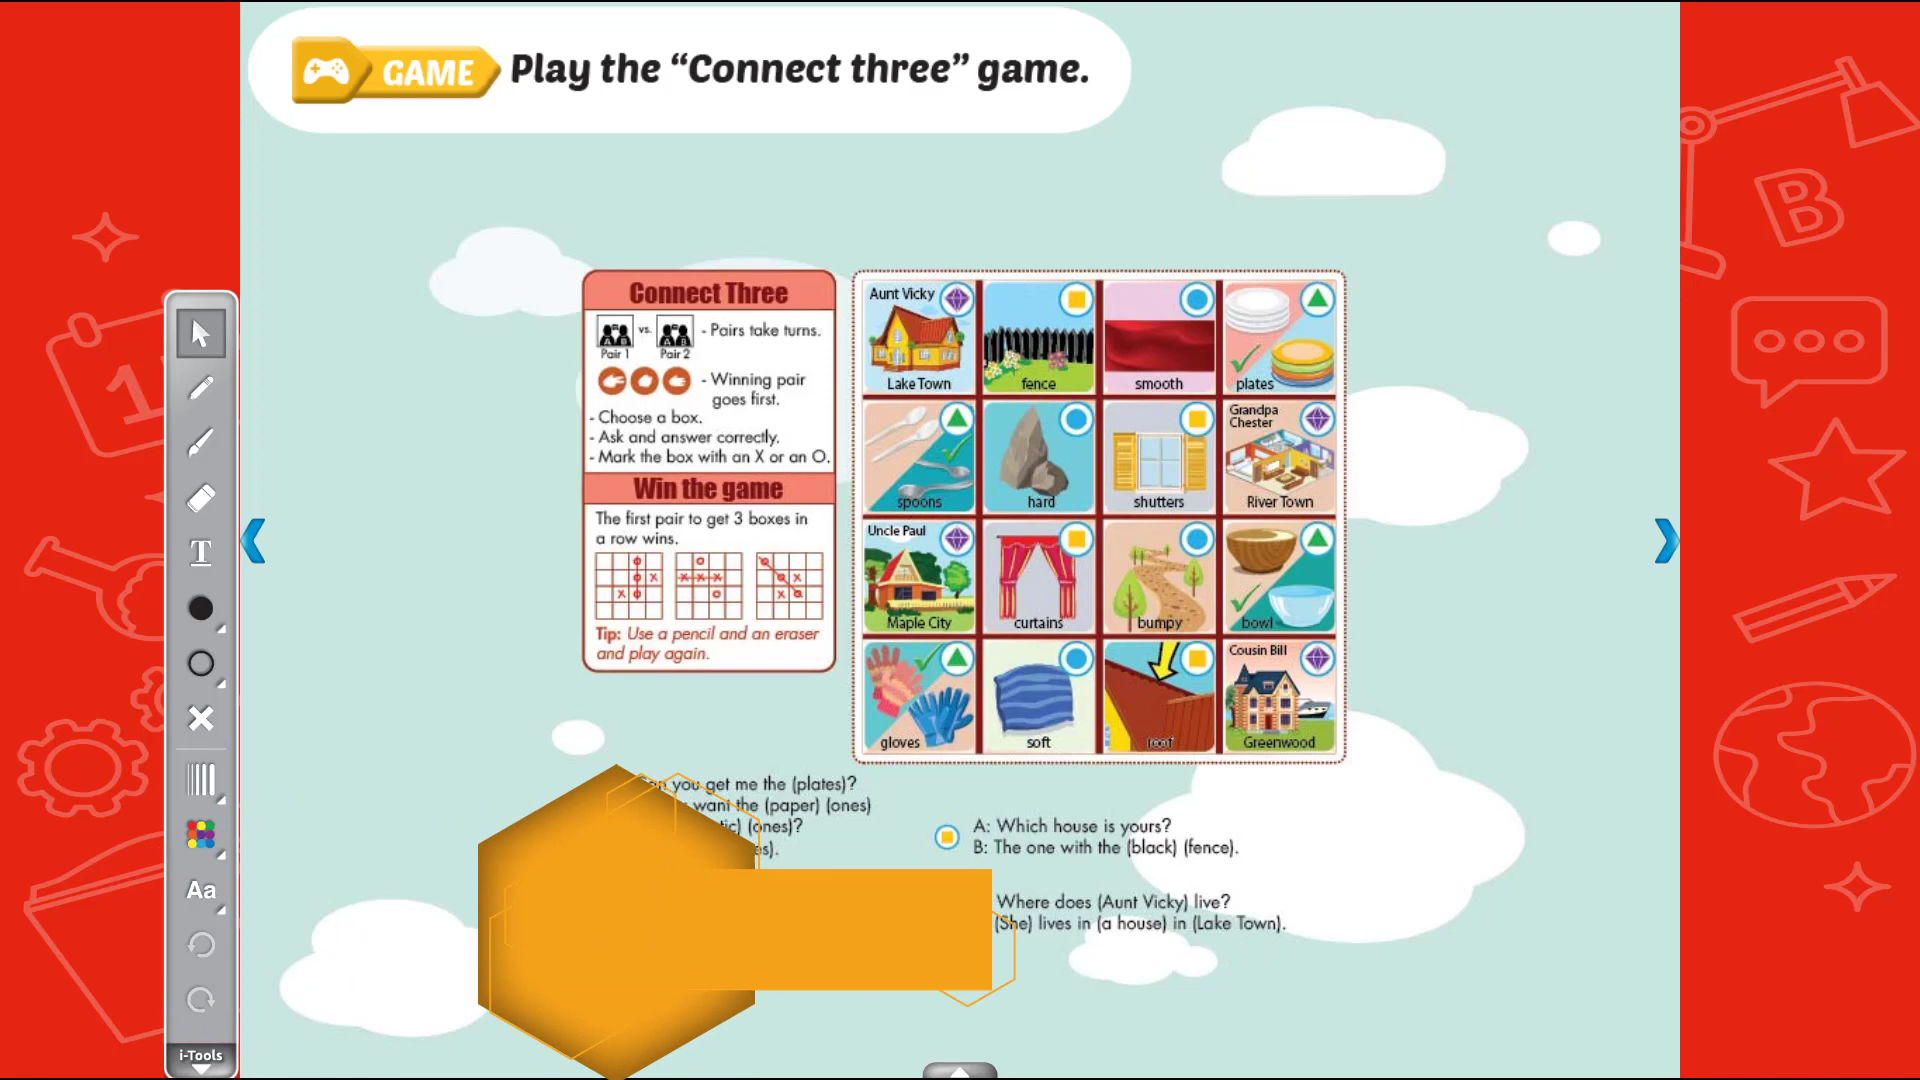 GAME Play the “Connect three” game.
Connect Three
vs.
A B A B
Pair 1 Pair 2
- Pairs take turns.
- Winning pair
goes first.
- Choose a box.
- Ask and answer correctly.
- Mark the box with an X or an O.
Win the game
The first pair to get 3 boxes in
a row wins.
Tip: Use a pencil and an eraser
and play again.
Aunt Vicky
Lake Town
fence
smooth
plates
spoons
hard
shutters
Grandpa
Chester
River Town
Uncle Paul
Maple City
curtains
bumpy
bowl
gloves
soft
roof
Cousin Bill
Greenwood
you get me the (plates)?
want the (paper) (ones)
(ones)?
A: Which house is yours?
B: The one with the (black) (fence).
Where does (Aunt Vicky) live?
(She) lives in (a house) in (Lake Town).
T
Aa
i-Tools
1
B